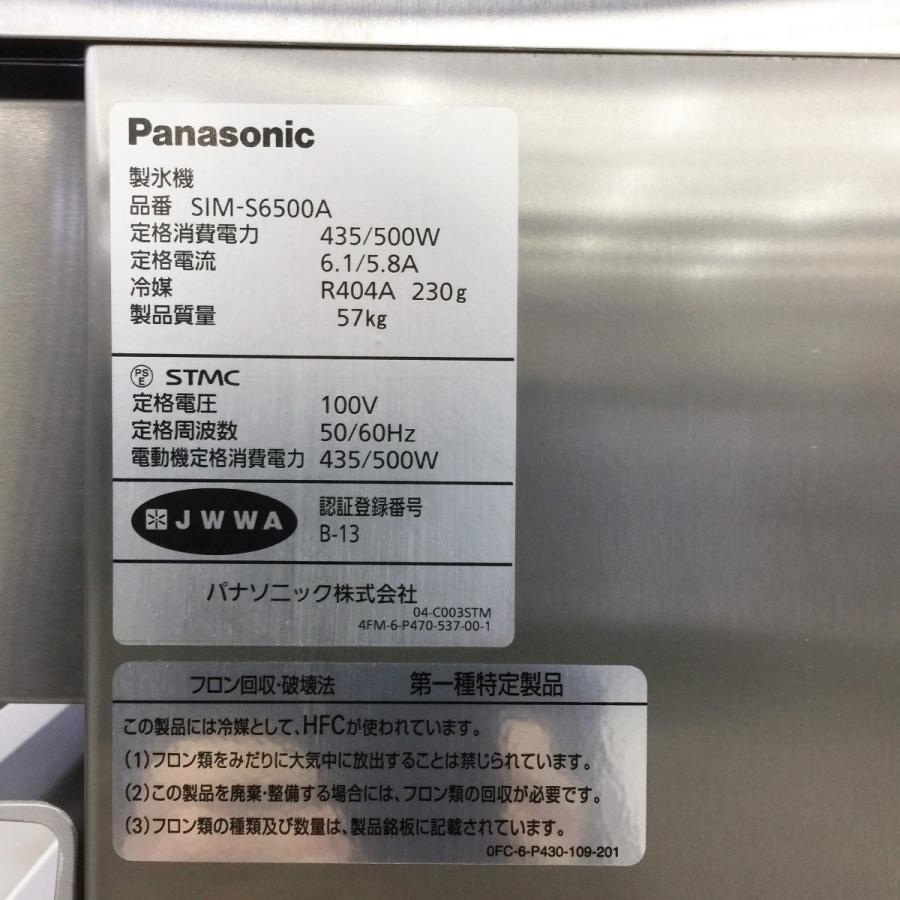 Panasonic
製氷機
品番 SIM-S6500A
定格消費電力 435/500W
定格電流 6.1/5.8A
冷媒 R404A 230g
製品質量 57kg
PSE STMC
定格電圧 100V
定格周波数 50/60Hz
電動機定格消費電力 435/500W
JWWA 認証登録番号
B-13
パナソニック株式会社
04-C003STM
4FM-6-P470-537-00-1
フロン回収・破壊法 第一種特定製品
この製品には冷媒として、HFCが使われています。
(1)フロン類をみだりに大気中に放出することは禁じられています。
(2)この製品を廃棄・整備する場合には、フロン類の回収が必要です。
(3)フロン類の種類及び数量は、製品銘板に記載されています。
0FC-6-P430-109-201